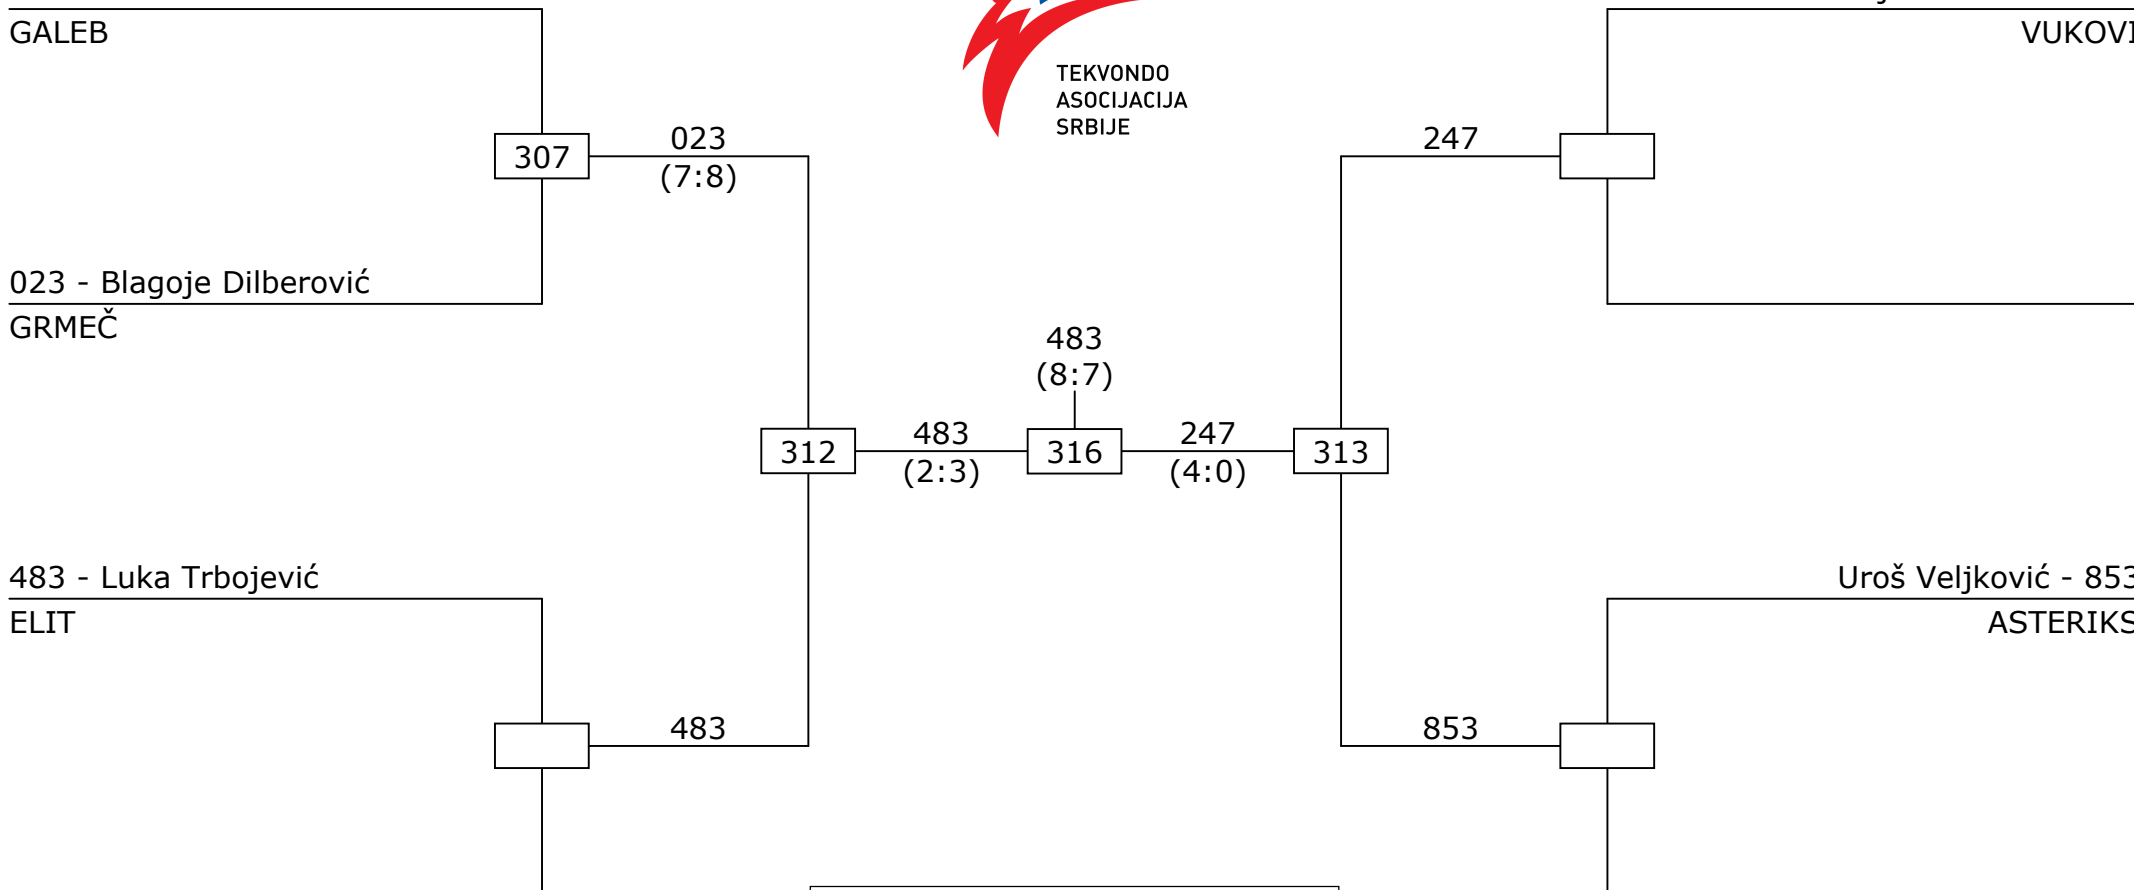 GALEB
VUKOVI
TEKVONDO
ASOCIJACIJA
SRBIJE
307
023
(7:8)
247
023 - Blagoje Dilberović
GRMEČ
483
(8:7)
312
483
(2:3)
316
247
(4:0)
313
483 - Luka Trbojević
ELIT
Uroš Veljković - 853
ASTERIKS
483
853